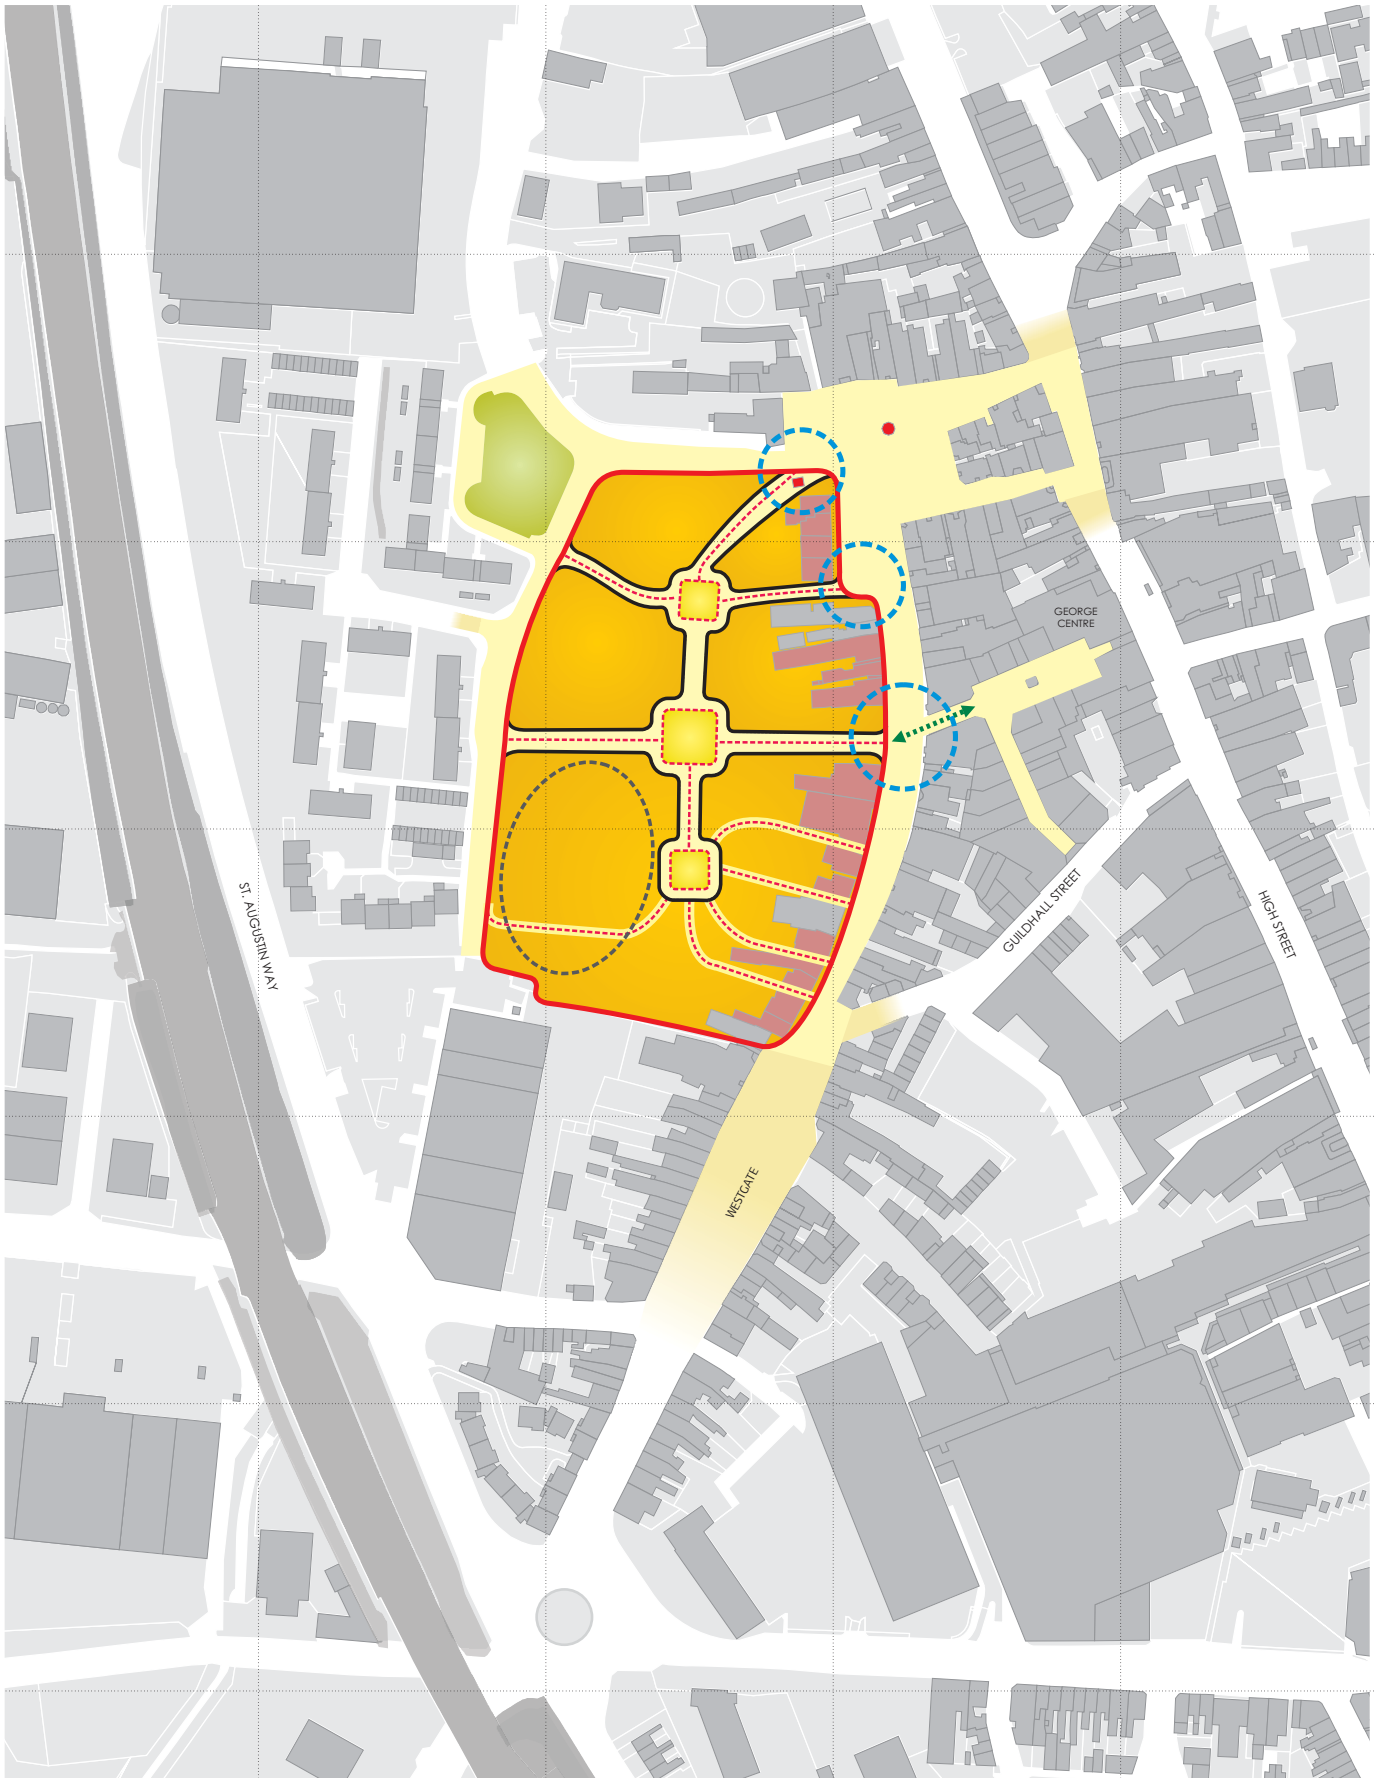 GEORGE
CENTRE
ST. AUGUSTIN WAY
GUILDHALL STREET
HIGH STREET
WESTGATE